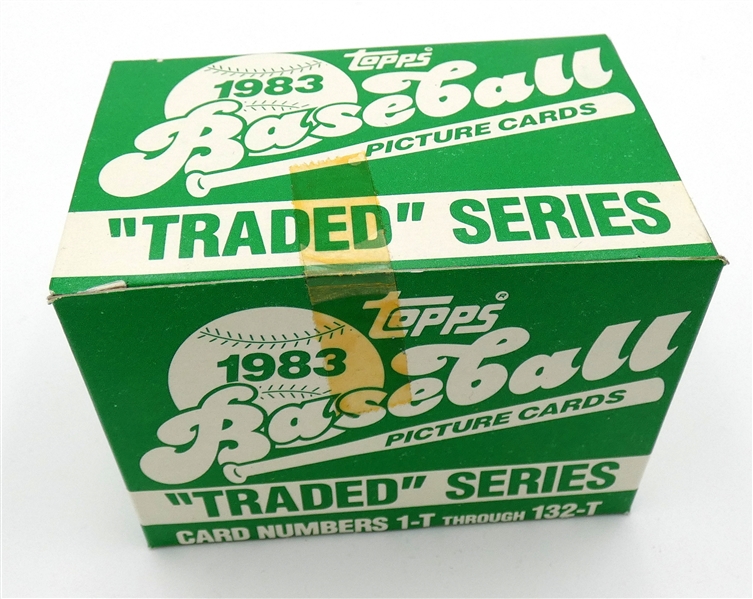 Topps®
1983
Baseball
PICTURE CARDS
"TRADED" SERIES
Topps®
1983
Baseball
PICTURE CARDS
"TRADED" SERIES
CARD NUMBERS 1-T THROUGH 132-T